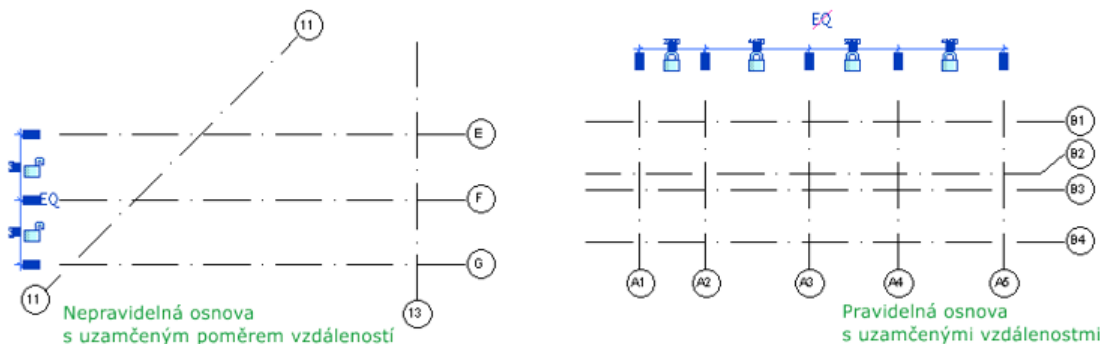 11
E
EQ
F
G
11
13
Nepravidelná osnova
s uzamčeným poměrem vzdáleností
EQ
B1
B2
B3
B4
A1 A2 A3 A4 A5
Pravidelná osnova
s uzamčenými vzdálenostmi